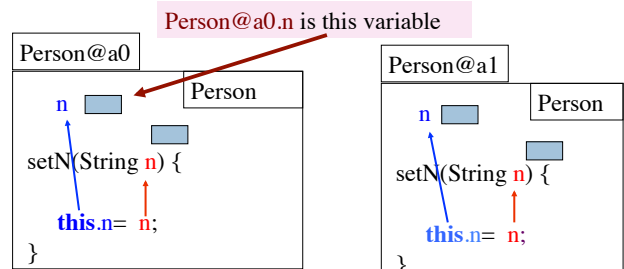 Person@a0.n is this variable
Person@a0
Person
n
setN(String n) {
this.n= n;
}
Person@a1
Person
n
setN(String n) {
this.n= n;
}